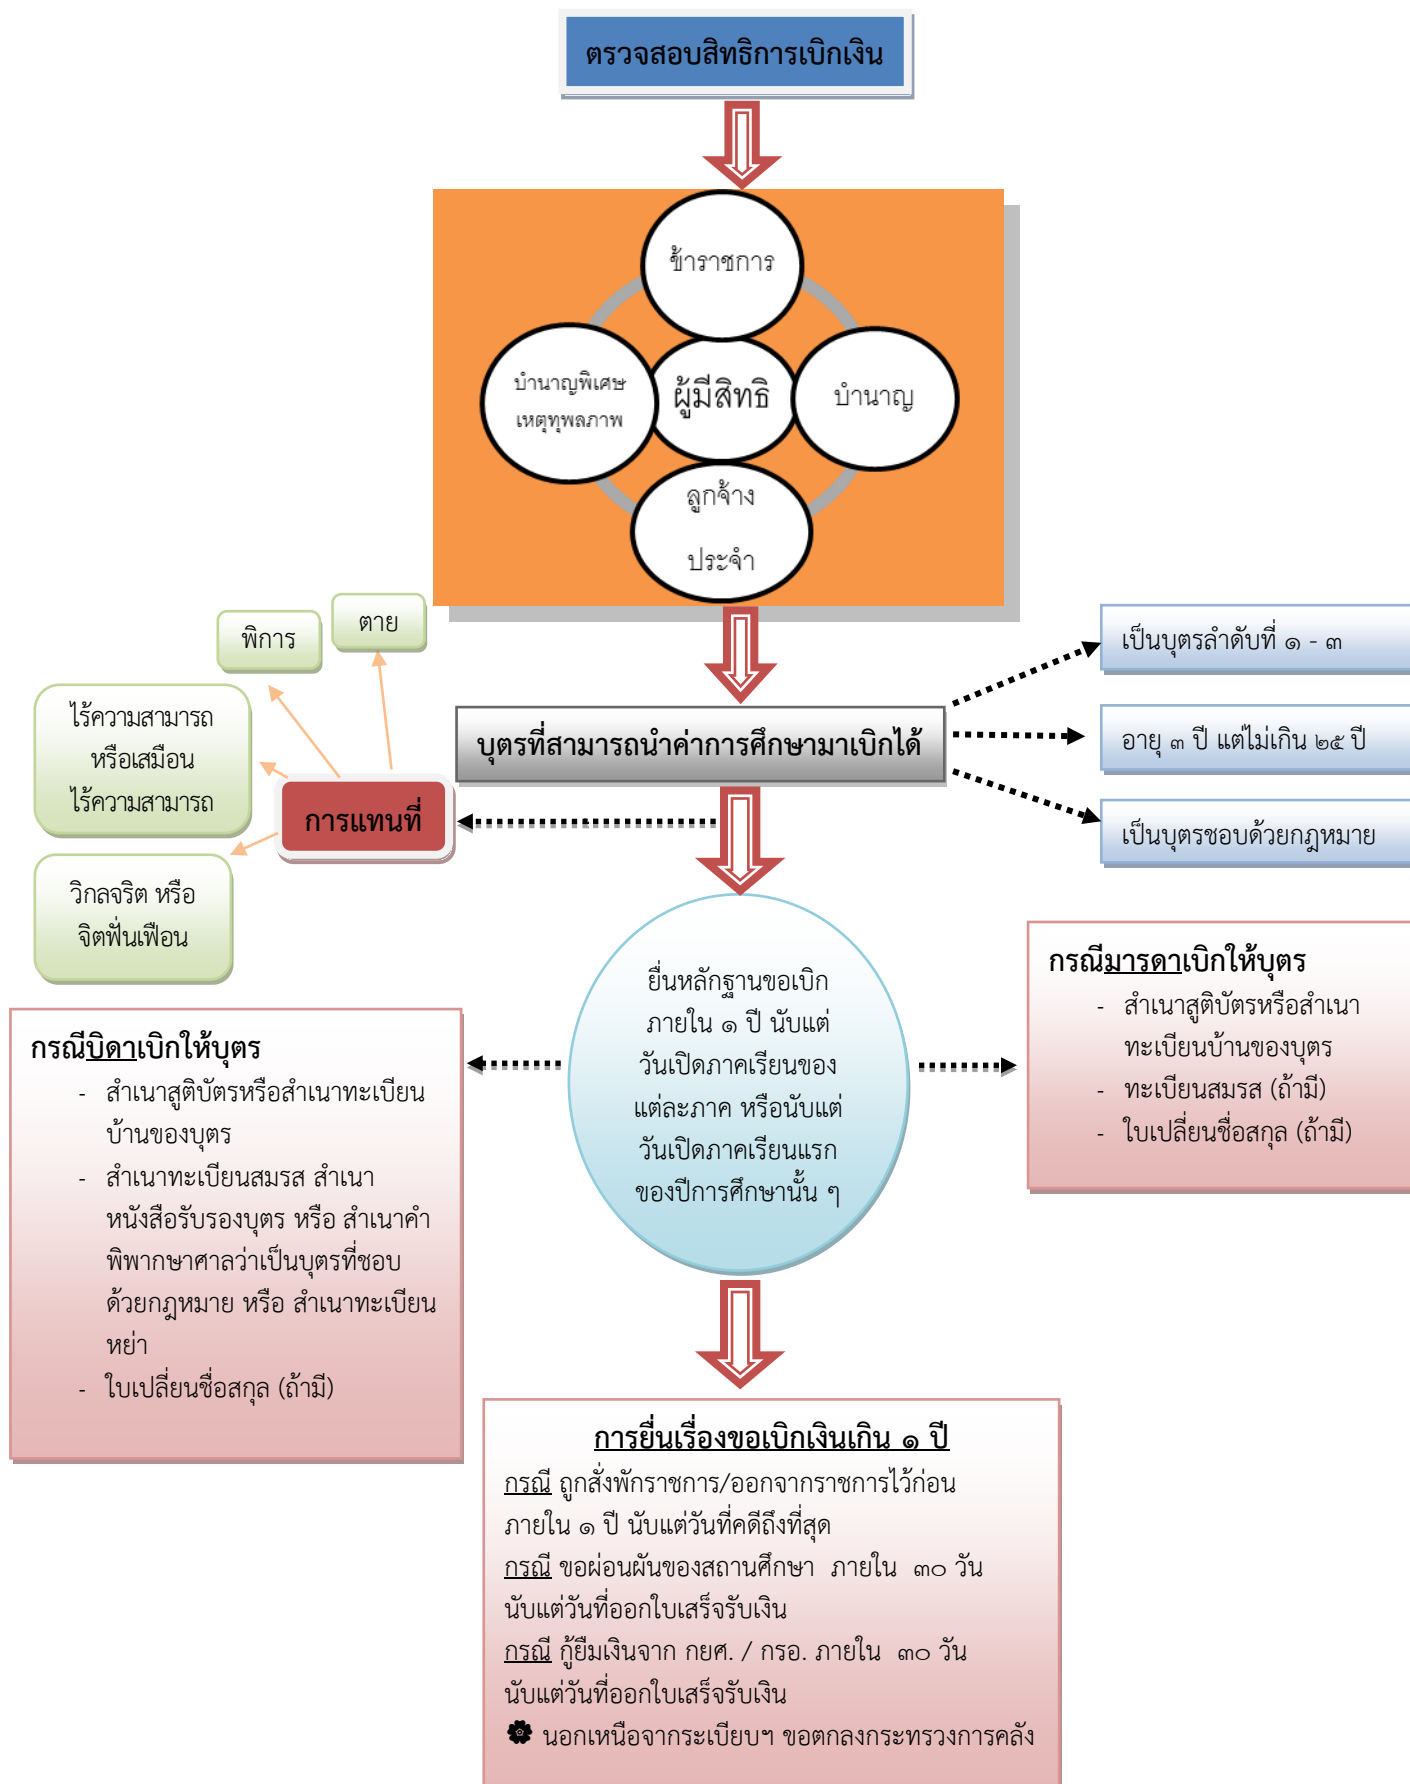 ตรวจสอบสิทธิการเบิกเงิน
ข้าราชการ
บำนาญพิเศษ
เหตุทุพลภาพ
ผู้มีสิทธิ
บำนาญ
ลูกจ้าง
ประจำ
ตาย
พิการ
ไร้ความสามารถ
หรือเสมือน
ไร้ความสามารถ
วิกลจริต หรือ
จิตฟั่นเฟือน
การแทนที่
บุตรที่สามารถนำค่าการศึกษามาเบิกได้
เป็นบุตรลำดับที่ ๑ - ๓
อายุ ๓ ปี แต่ไม่เกิน ๒๕ ปี
เป็นบุตรชอบด้วยกฎหมาย
ยื่นหลักฐานขอเบิก
ภายใน ๑ ปี นับแต่
วันเปิดภาคเรียนของ
แต่ละภาค หรือนับแต่
วันเปิดภาคเรียนแรก
ของปีการศึกษานั้น ๆ
กรณีมารดาเบิกให้บุตร
- สำเนาสูติบัตรหรือสำเนา
ทะเบียนบ้านของบุตร
- ทะเบียนสมรส (ถ้ามี)
- ใบเปลี่ยนชื่อสกุล (ถ้ามี)
กรณีบิดาเบิกให้บุตร
- สำเนาสูติบัตรหรือสำเนาทะเบียน
บ้านของบุตร
- สำเนาทะเบียนสมรส สำเนา
หนังสือรับรองบุตร หรือ สำเนาคำ
พิพากษาศาลว่าเป็นบุตรที่ชอบ
ด้วยกฎหมาย หรือ สำเนาทะเบียน
หย่า
- ใบเปลี่ยนชื่อสกุล (ถ้ามี)
การยื่นเรื่องขอเบิกเงินเกิน ๑ ปี
กรณี ถูกสั่งพักราชการ/ออกจากราชการไว้ก่อน
ภายใน ๑ ปี นับแต่วันที่คดีถึงที่สุด
กรณี ขอผ่อนผันของสถานศึกษา ภายใน ๓๐ วัน
นับแต่วันที่ออกใบเสร็จรับเงิน
กรณี กู้ยืมเงินจาก กยศ. / กรอ. ภายใน ๓๐ วัน
นับแต่วันที่ออกใบเสร็จรับเงิน
นอกเหนือจากระเบียบฯ ขอตกลงกระทรวงการคลัง